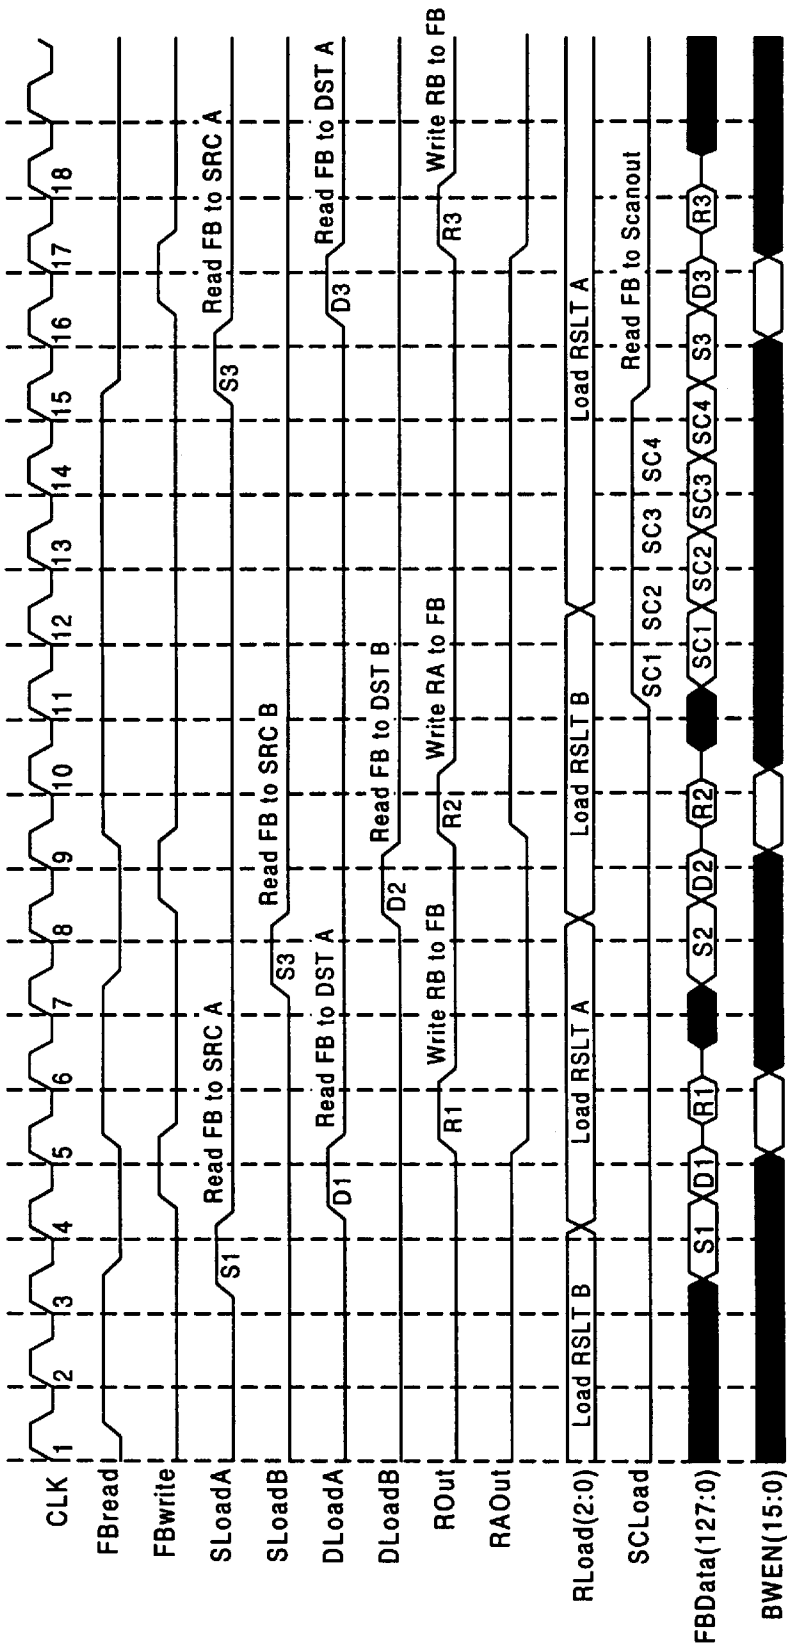 CLK 1 2 3 4 5 6 7 8 9 10 11 12 13 14 15 16 17 18
FBread
FBwrite
SLoadA S1 Read FB to SRC A S3 Read FB to SRC A
SLoadB S3 Read FB to SRC B
DLoadA D1 Read FB to DST A D3 Read FB to DST A
DLoadB D2 Read FB to DST B
ROut R1 Write RB to FB R2 Write RA to FB R3 Write RB to FB
RAOut
RLoad(2:0) Load RSLT B Load RSLT A Load RSLT B Load RSLT A
SCLoad SC1 SC2 SC3 SC4 Read FB to Scanout
FBData(127:0) S1 D1 R1 S2 D2 R2 SC1 SC2 SC3 SC4 S3 D3 R3
BWEN(15:0)